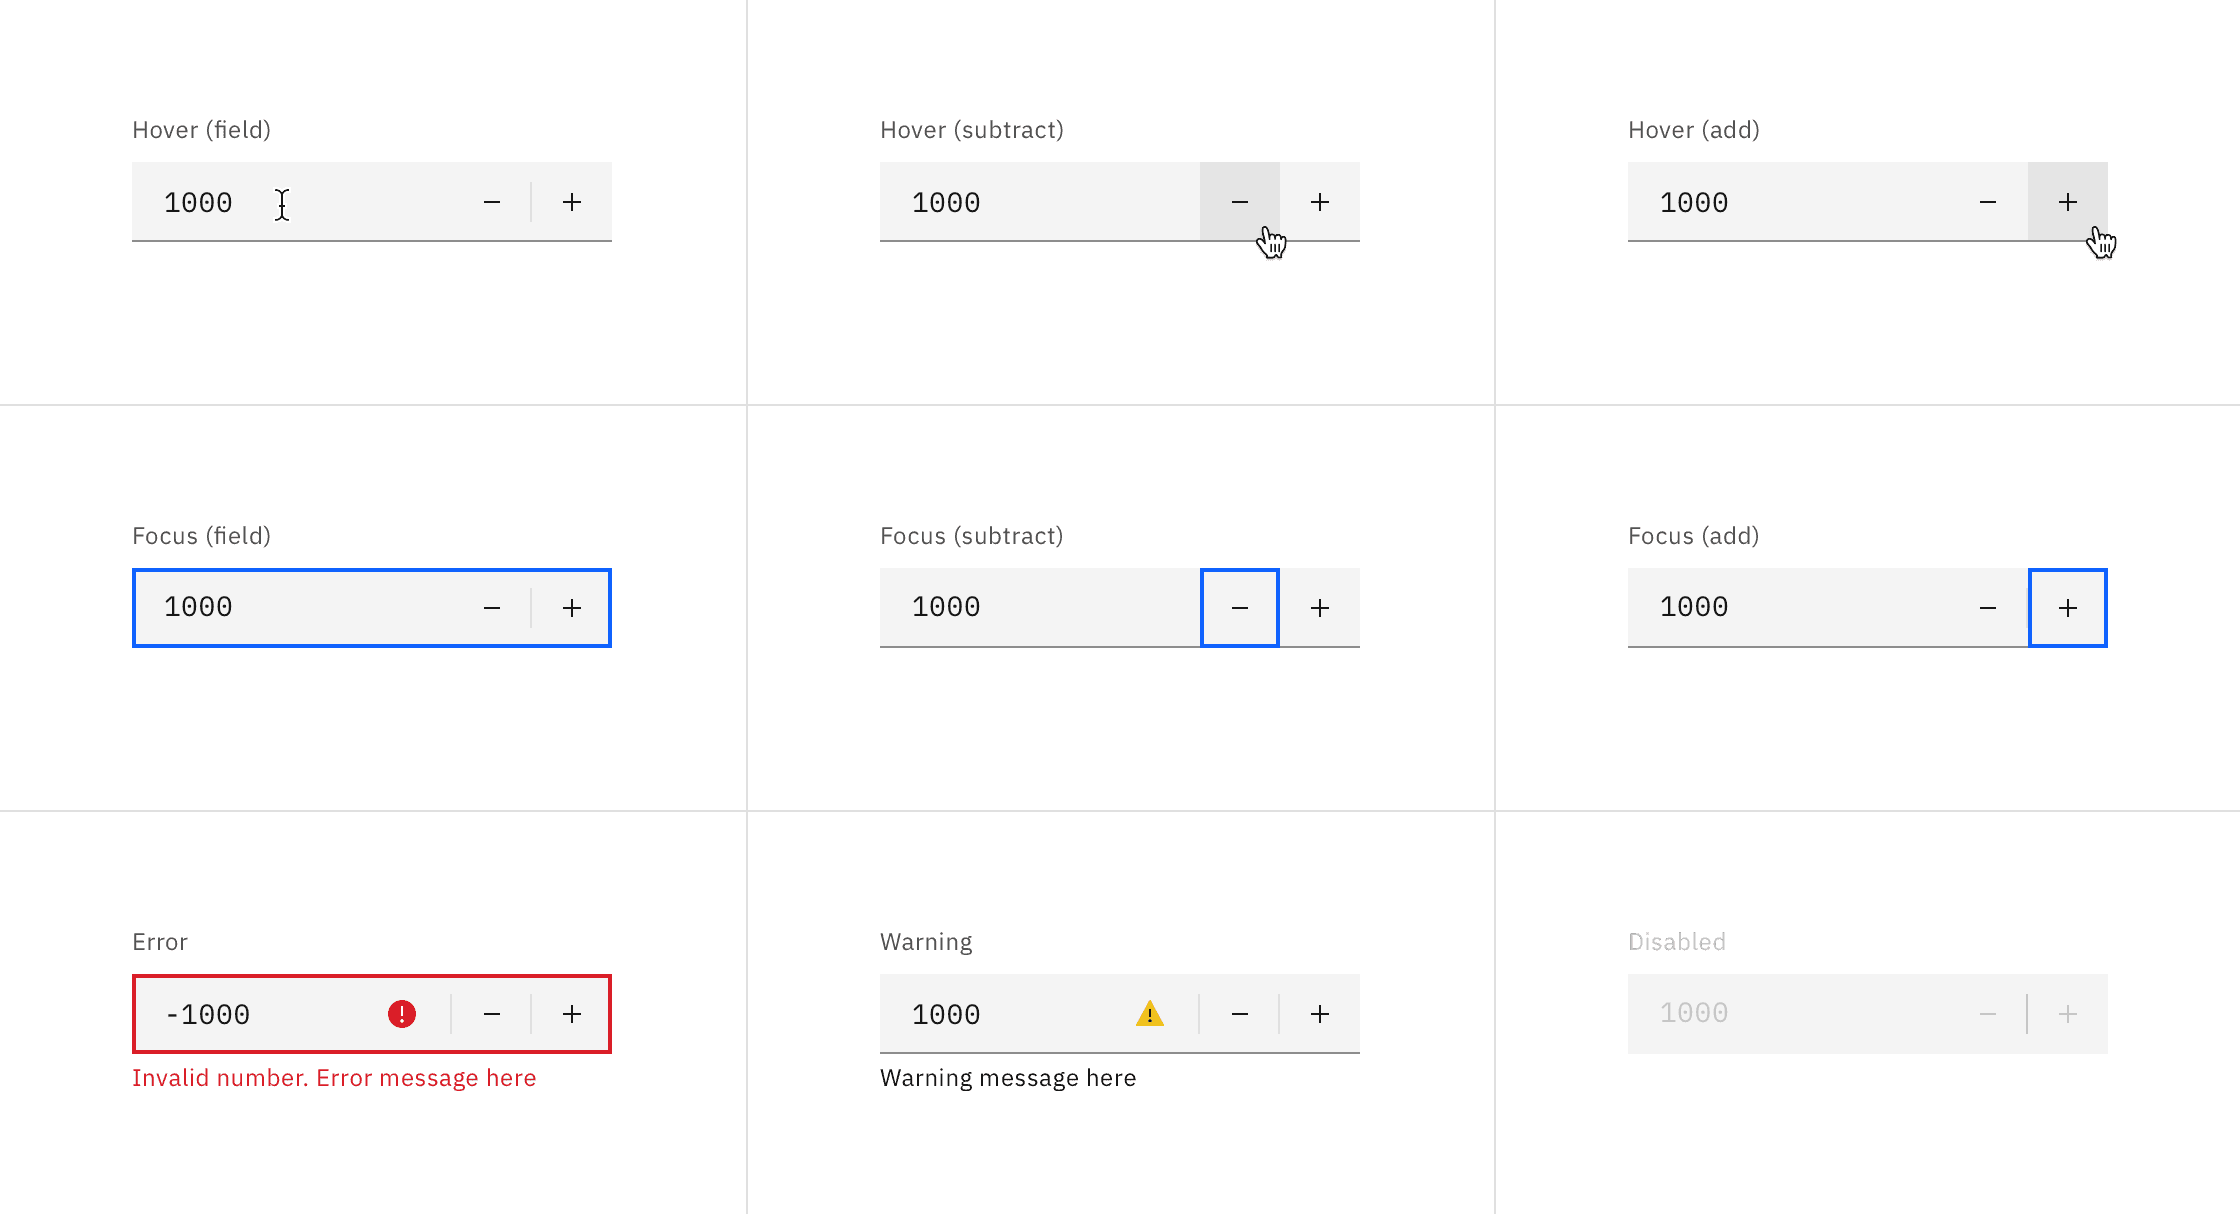 Hover (field)
1000 − +
Hover (subtract)
1000 − +
Hover (add)
1000 − +
Focus (field)
1000 − +
Focus (subtract)
1000 − +
Focus (add)
1000 − +
Error
-1000 ! − +
Invalid number. Error message here
Warning
1000 ! − +
Warning message here
Disabled
1000 − +